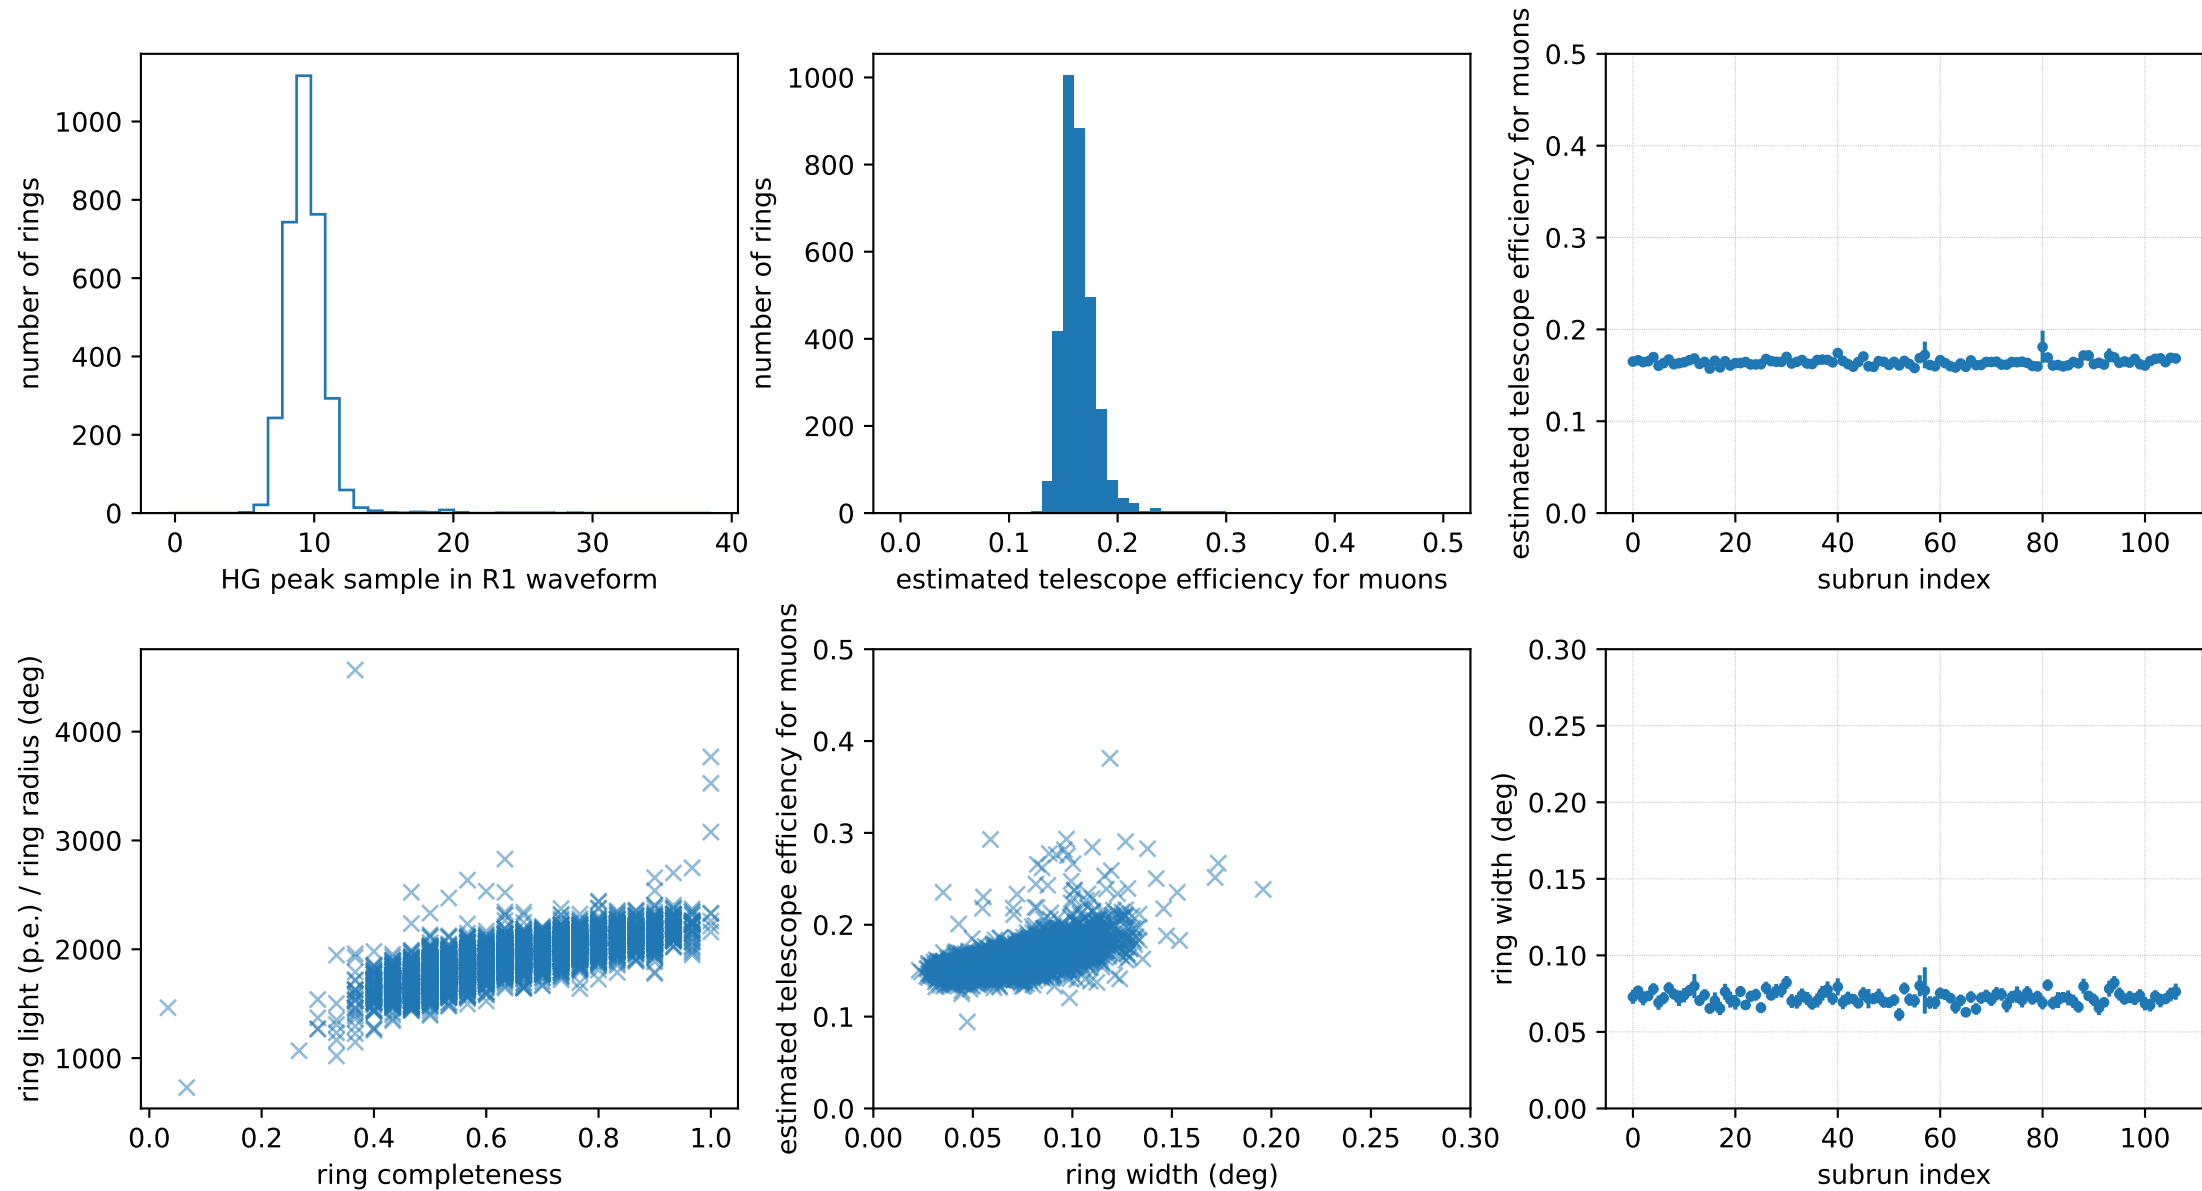 number of rings
1000
800
600
400
200
0
0 10 20 30 40
HG peak sample in R1 waveform
number of rings
1000
800
600
400
200
0
0.0 0.1 0.2 0.3 0.4 0.5
estimated telescope efficiency for muons
estimated telescope efficiency for muons
0.5
0.4
0.3
0.2
0.1
0.0
0 20 40 60 80 100
subrun index
ring light (p.e.) / ring radius (deg)
4000
3000
2000
1000
0.0 0.2 0.4 0.6 0.8 1.0
ring completeness
estimated telescope efficiency for muons
0.5
0.4
0.3
0.2
0.1
0.0
0.00 0.05 0.10 0.15 0.20 0.25 0.30
ring width (deg)
ring width (deg)
0.30
0.25
0.20
0.15
0.10
0.05
0.00
0 20 40 60 80 100
subrun index